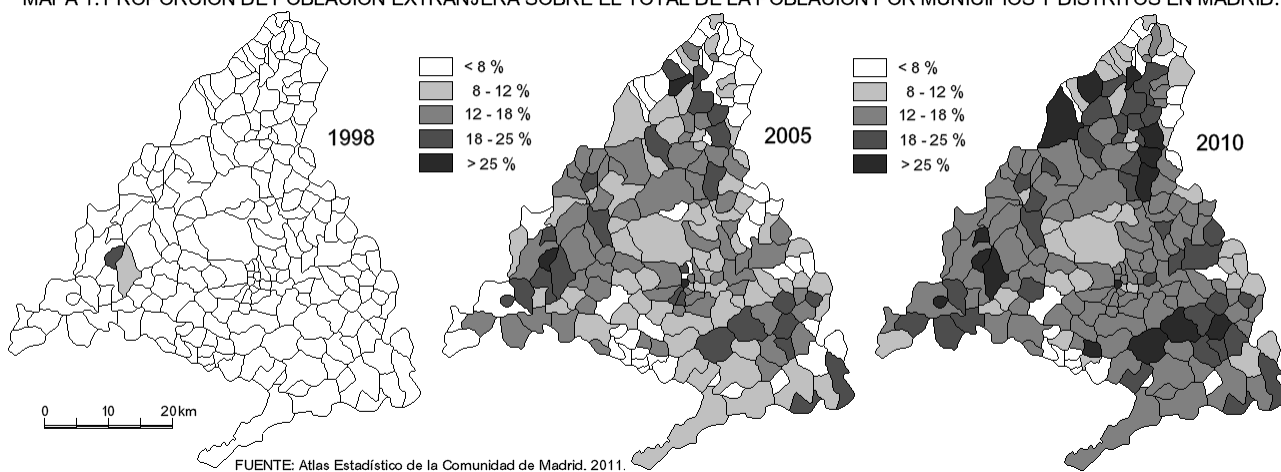 MAPA 1.1 PROPORCIÓN DE POBLACIÓN EXTRANJERA SOBRE EL TOTAL DE LA POBLACIÓN POR MUNICIPIOS Y DISTRITOS EN MADRID.
< 8 %
8 - 12 %
12 - 18 %
18 - 25 %
> 25 %
< 8 %
8 - 12 %
12 - 18 %
18 - 25 %
> 25 %
1998
2005
2010
0 10 20 km
FUENTE: Atlas Estadístico de la Comunidad de Madrid. 2011.